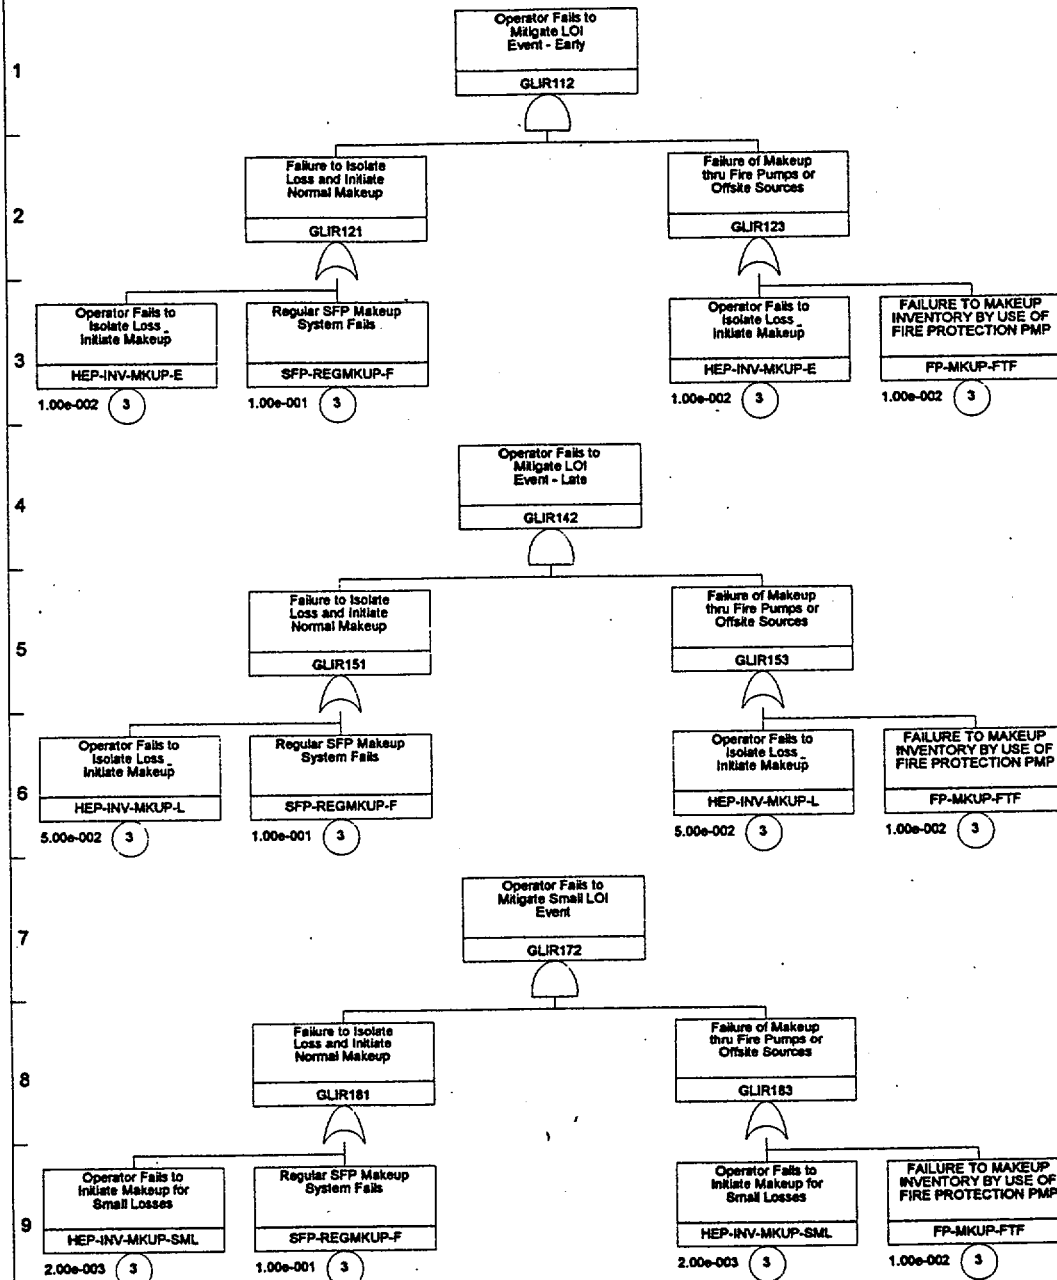 Operator Fails to
Mitigate LOI
Event - Early
1
GLIR112
Failure to Isolate
Loss and Initiate
Normal Makeup
Failure of Makeup
thru Fire Pumps or
Offsite Sources
2
GLIR121
GLIR123
Operator Fails to
Isolate Loss
Initiate Makeup
Regular SFP Makeup
System Fails
Operator Fails to
Isolate Loss
Initiate Makeup
FAILURE TO MAKEUP
INVENTORY BY USE OF
FIRE PROTECTION PMP
3
HEP-INV-MKUP-E
SFP-REGMKUP-F
HEP-INV-MKUP-E
FP-MKUP-FTF
1.00e-002 3
1.00e-001 3
1.00e-002 3
1.00e-002 3
Operator Fails to
Mitigate LOI
Event - Late
4
GLIR142
Failure to Isolate
Loss and Initiate
Normal Makeup
Failure of Makeup
thru Fire Pumps or
Offsite Sources
5
GLIR151
GLIR153
Operator Fails to
Isolate Loss
Initiate Makeup
Regular SFP Makeup
System Fails
Operator Fails to
Isolate Loss
Initiate Makeup
FAILURE TO MAKEUP
INVENTORY BY USE OF
FIRE PROTECTION PMP
6
HEP-INV-MKUP-L
SFP-REGMKUP-F
HEP-INV-MKUP-L
FP-MKUP-FTF
5.00e-002 3
1.00e-001 3
5.00e-002 3
1.00e-002 3
Operator Fails to
Mitigate Small LOI
Event
7
GLIR172
Failure to Isolate
Loss and Initiate
Normal Makeup
Failure of Makeup
thru Fire Pumps or
Offsite Sources
8
GLIR181
GLIR183
Operator Fails to
Initiate Makeup for
Small Losses
Regular SFP Makeup
System Fails
Operator Fails to
Initiate Makeup for
Small Losses
FAILURE TO MAKEUP
INVENTORY BY USE OF
FIRE PROTECTION PMP
9
HEP-INV-MKUP-SML
SFP-REGMKUP-F
HEP-INV-MKUP-SML
FP-MKUP-FTF
2.00e-003 3
1.00e-001 3
2.00e-003 3
1.00e-002 3